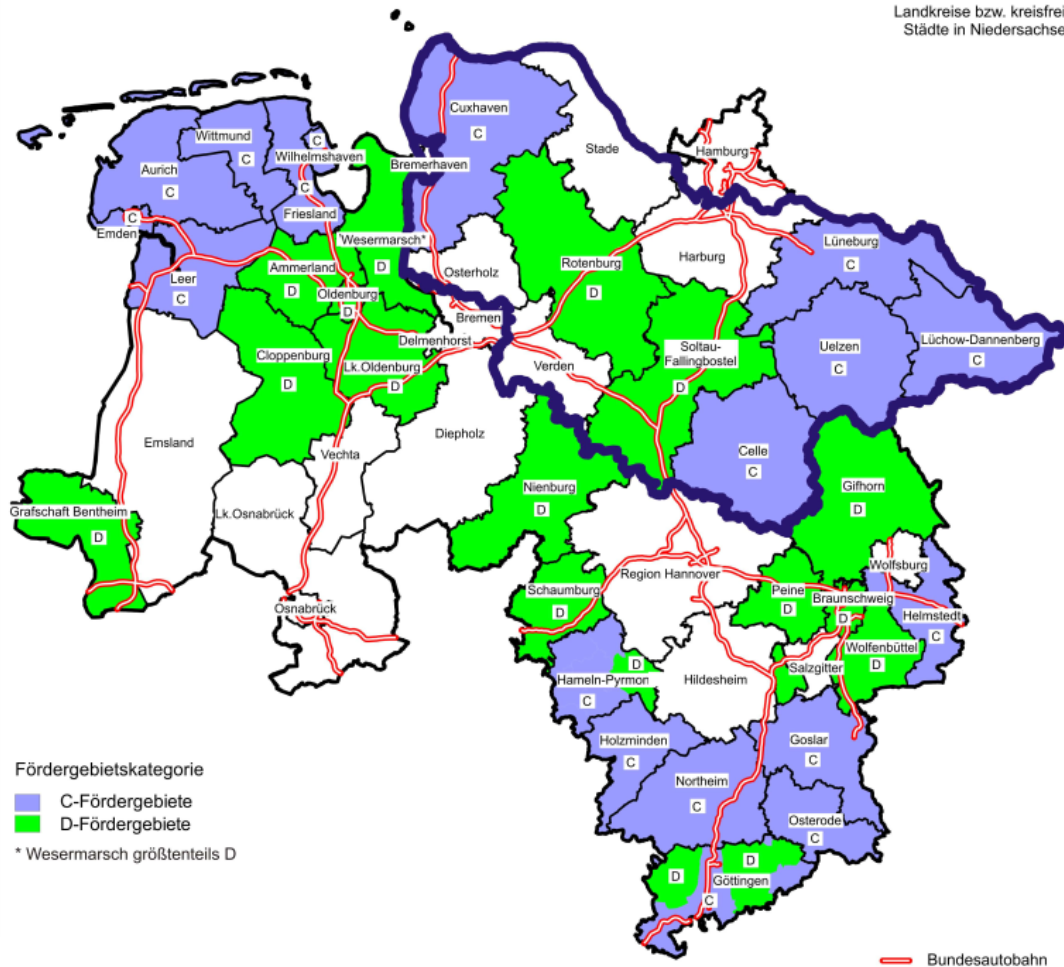 Landkreise bzw. kreisfrei
Städte in Niedersachse
Cuxhaven
C
Stade
Hamburg
Wittmund
C
C
Wilhelmshaven
Aurich
C
Bremerhaven
C
Friesland
C
Emden
Wesermarsch*
D
Lüneburg
C
Leer
C
Ammerland
D
Osterholz
Rotenburg
D
Harburg
Oldenburg
D
Bremen
Delmenhorst
Cloppenburg
D
Lk.Oldenburg
D
Verden
Soltau-
Fallingbostel
D
Uelzen
C
Lüchow-Dannenberg
C
Emsland
Diepholz
Vechta
Celle
C
Nienburg
D
Gifhorn
D
Grafschaft Bentheim
D
Lk.Osnabrück
Wolfsburg
Region Hannover
Schaumburg
D
Peine
D
Braunschweig
D
Helmstedt
C
Osnabrück
Wolfenbüttel
D
D
Salzgitter
Hameln-Pyrmon
C
Hildesheim
Holzminden
C
Goslar
C
Northeim
C
Osterode
C
D
D
Göttingen
C
Fördergebietskategorie
C-Fördergebiete
D-Fördergebiete
* Wesermarsch größtenteils D
Bundesautobahn